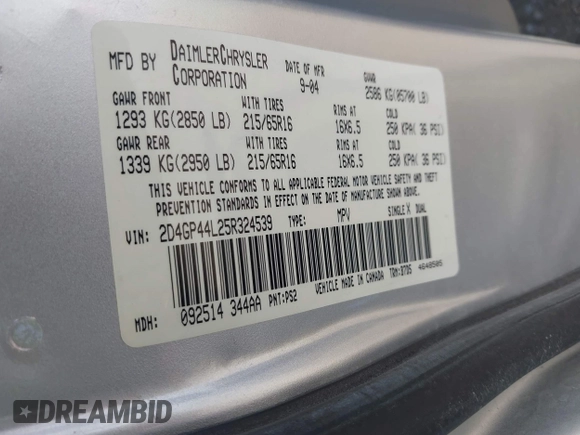 MFD BY DAIMLERCHRYSLER CORPORATION DATE OF MFR 9-04 GVWR 2586 KG(05700 LB)
GAWR FRONT WITH TIRES RIMS AT COLD
1293 KG(2850 LB) 215/65R16 16X6.5 250 KPA( 36 PSI)
GAWR REAR WITH TIRES RIMS AT COLD
1339 KG(2950 LB) 215/65R16 16X6.5 250 KPA( 36 PSI)
THIS VEHICLE CONFORMS TO ALL APPLICABLE FEDERAL MOTOR VEHICLE SAFETY AND THEFT
PREVENTION STANDARDS IN EFFECT ON THE DATE OF MANUFACTURE SHOWN ABOVE.
VIN: 2D4GP44L25R324539 TYPE: MPV SINGLE X DUAL
MDH: 092514 344AA PNT:PS2 VEHICLE MADE IN CANADA TRM:D7D5 4648505
DREAMBID